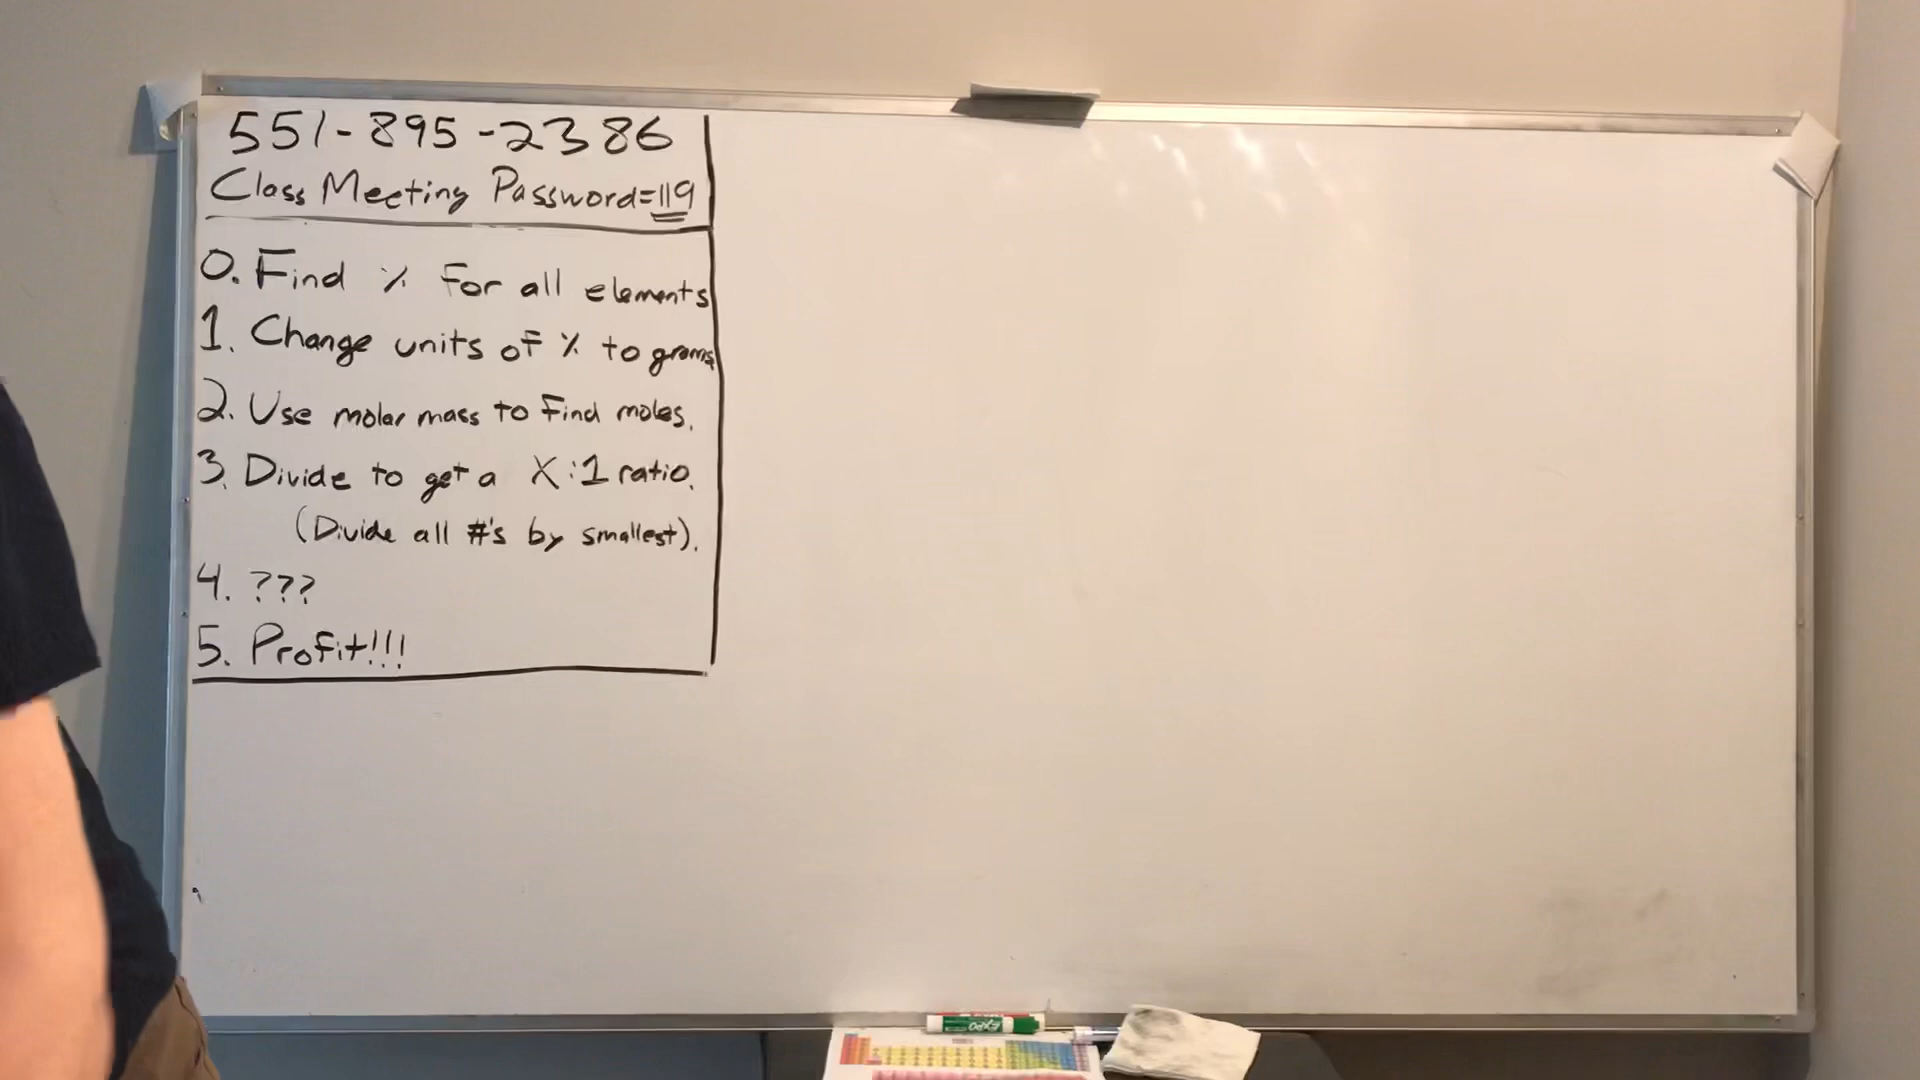 551-895-2386
Class Meeting Password=119
0. Find % for all elements
1. Change units of % to grams
2. Use molar mass to find moles.
3. Divide to get a X:1 ratio.
(Divide all #'s by smallest).
4. ???
5. Profit!!!
EXPO